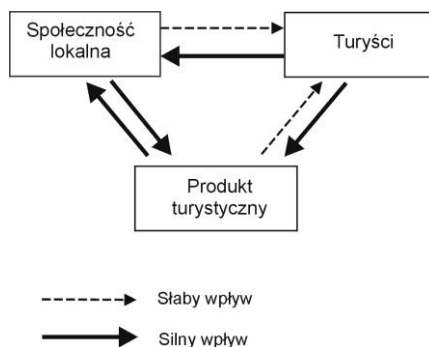 Społeczność
lokalna
Turyści
Produkt
turystyczny
Słaby wpływ
Silny wpływ